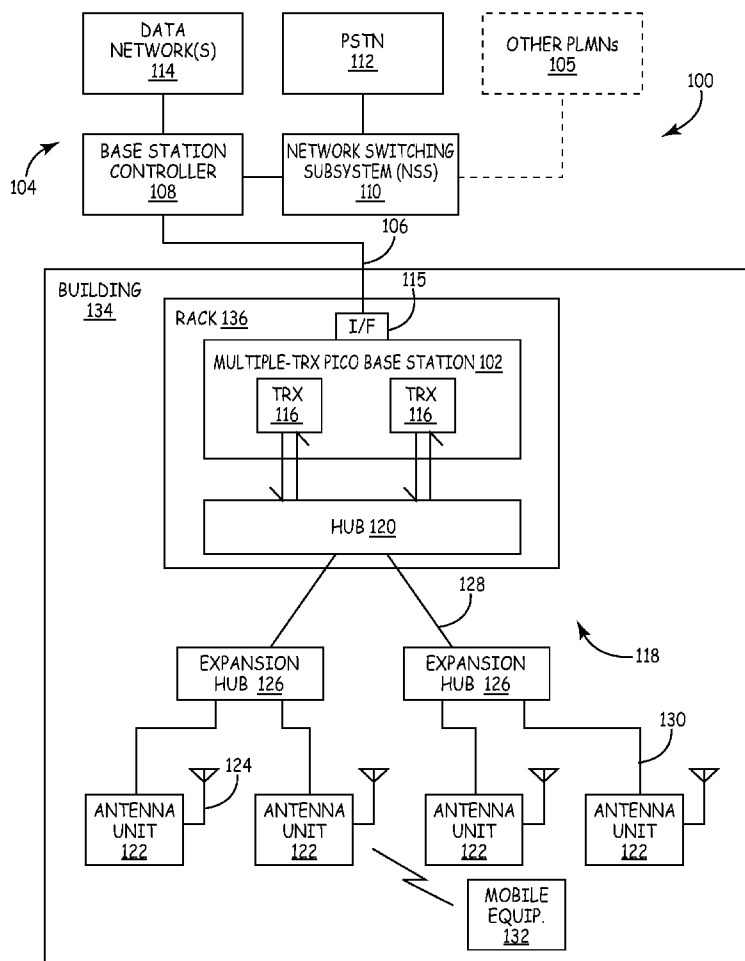 DATA
NETWORK(S)
114
PSTN
112
OTHER PLMNs
105
100
104
BASE STATION
CONTROLLER
108
NETWORK SWITCHING
SUBSYSTEM (NSS)
110
106
BUILDING
134
RACK 136
115
I/F
MULTIPLE-TRX PICO BASE STATION 102
TRX
116
TRX
116
HUB 120
128
118
EXPANSION
HUB 126
EXPANSION
HUB 126
124
130
ANTENNA
UNIT
122
ANTENNA
UNIT
122
ANTENNA
UNIT
122
ANTENNA
UNIT
122
MOBILE
EQUIP.
132